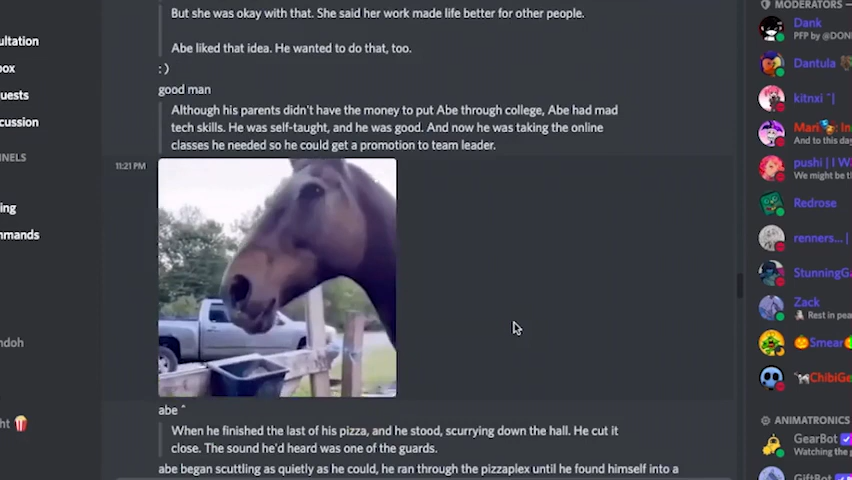 But she was okay with that. She said her work made life better for other people.
Abe liked that idea. He wanted to do that, too.
:)
good man
Although his parents didn't have the money to put Abe through college, Abe had mad
tech skills. He was self-taught, and he was good. And now he was taking the online
classes he needed so he could get a promotion to team leader.
11:21 PM
abe ^
When he finished the last of his pizza, and he stood, scurrying down the hall. He cut it
close. The sound he'd heard was one of the guards.
abe began scuttling as quietly as he could, he ran through the pizzaplex until he found himself into a
ultation
ox
uests
cussion
NELS
ing
mmands
ndoh
ht
MODERATORS —
Dank
PFP by @DON
Dantula
kitnxi ~|
Mari In
And to this day
pushi | W
We might be t
Redrose
renners... |
StunningG
Zack
Rest in pea
Smear
ChibiGe
ANIMATRONICS
GearBot
Watching the g
GiftBot